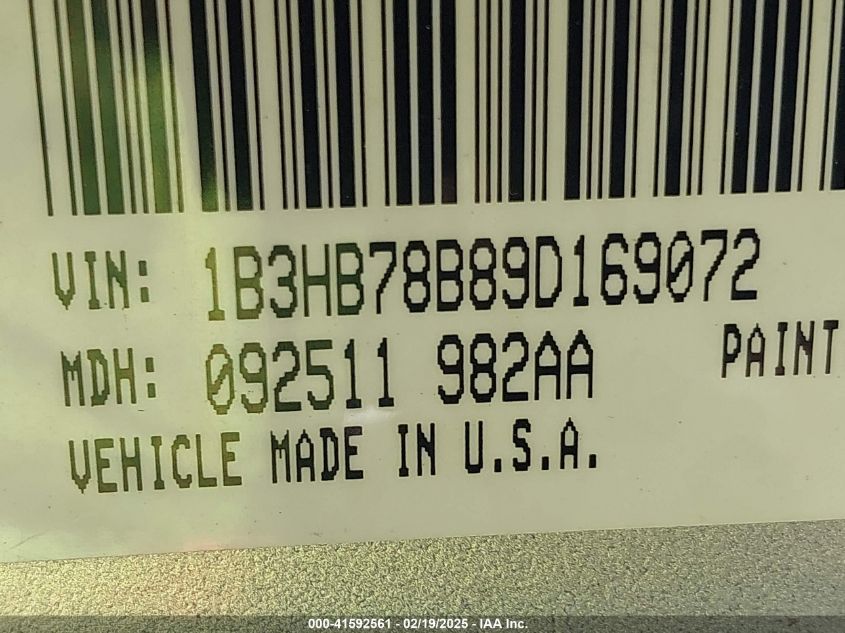 VIN: 1B3HB78B89D169072
MDH: 092511 982AA PAINT
VEHICLE MADE IN U.S.A.
000-41592561 - 02/19/2025 - IAA Inc.